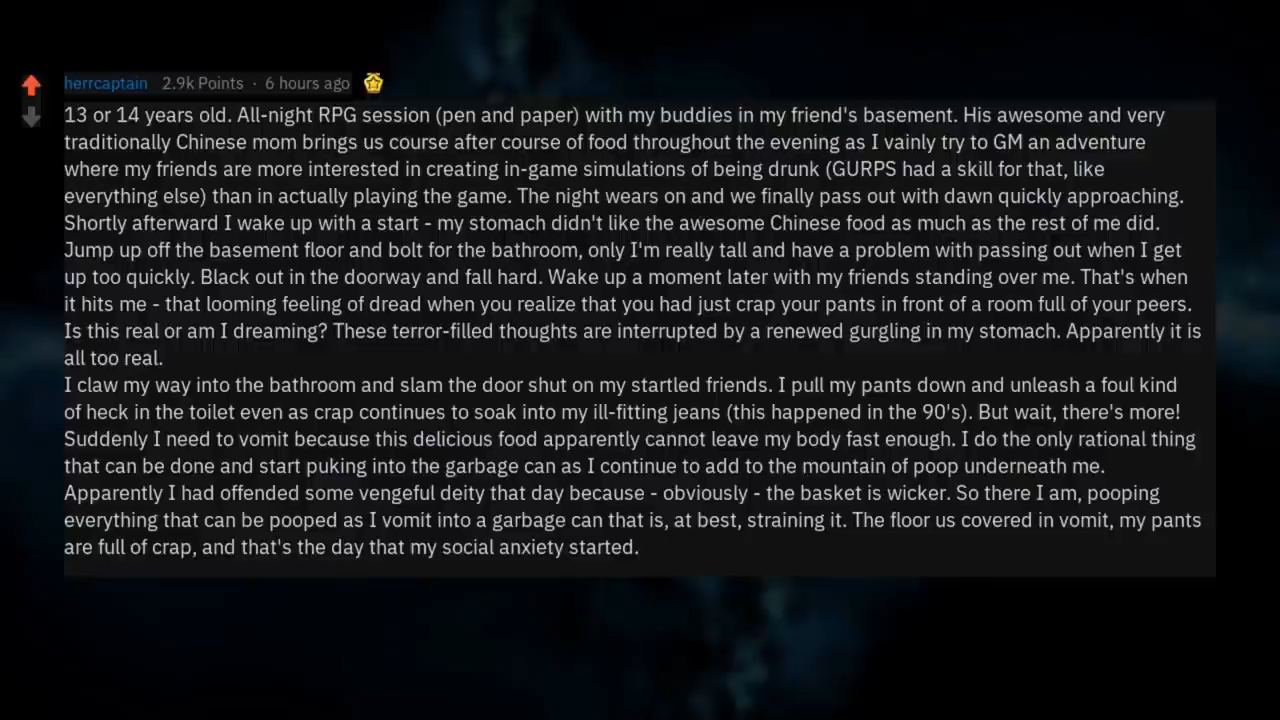 herrcaptain 2.9k Points · 6 hours ago
13 or 14 years old. All-night RPG session (pen and paper) with my buddies in my friend's basement. His awesome and very
traditionally Chinese mom brings us course after course of food throughout the evening as I vainly try to GM an adventure
where my friends are more interested in creating in-game simulations of being drunk (GURPS had a skill for that, like
everything else) than in actually playing the game. The night wears on and we finally pass out with dawn quickly approaching.
Shortly afterward I wake up with a start - my stomach didn't like the awesome Chinese food as much as the rest of me did.
Jump up off the basement floor and bolt for the bathroom, only I'm really tall and have a problem with passing out when I get
up too quickly. Black out in the doorway and fall hard. Wake up a moment later with my friends standing over me. That's when
it hits me - that looming feeling of dread when you realize that you had just crap your pants in front of a room full of your peers.
Is this real or am I dreaming? These terror-filled thoughts are interrupted by a renewed gurgling in my stomach. Apparently it is
all too real.
I claw my way into the bathroom and slam the door shut on my startled friends. I pull my pants down and unleash a foul kind
of heck in the toilet even as crap continues to soak into my ill-fitting jeans (this happened in the 90's). But wait, there's more!
Suddenly I need to vomit because this delicious food apparently cannot leave my body fast enough. I do the only rational thing
that can be done and start puking into the garbage can as I continue to add to the mountain of poop underneath me.
Apparently I had offended some vengeful deity that day because - obviously - the basket is wicker. So there I am, pooping
everything that can be pooped as I vomit into a garbage can that is, at best, straining it. The floor us covered in vomit, my pants
are full of crap, and that's the day that my social anxiety started.